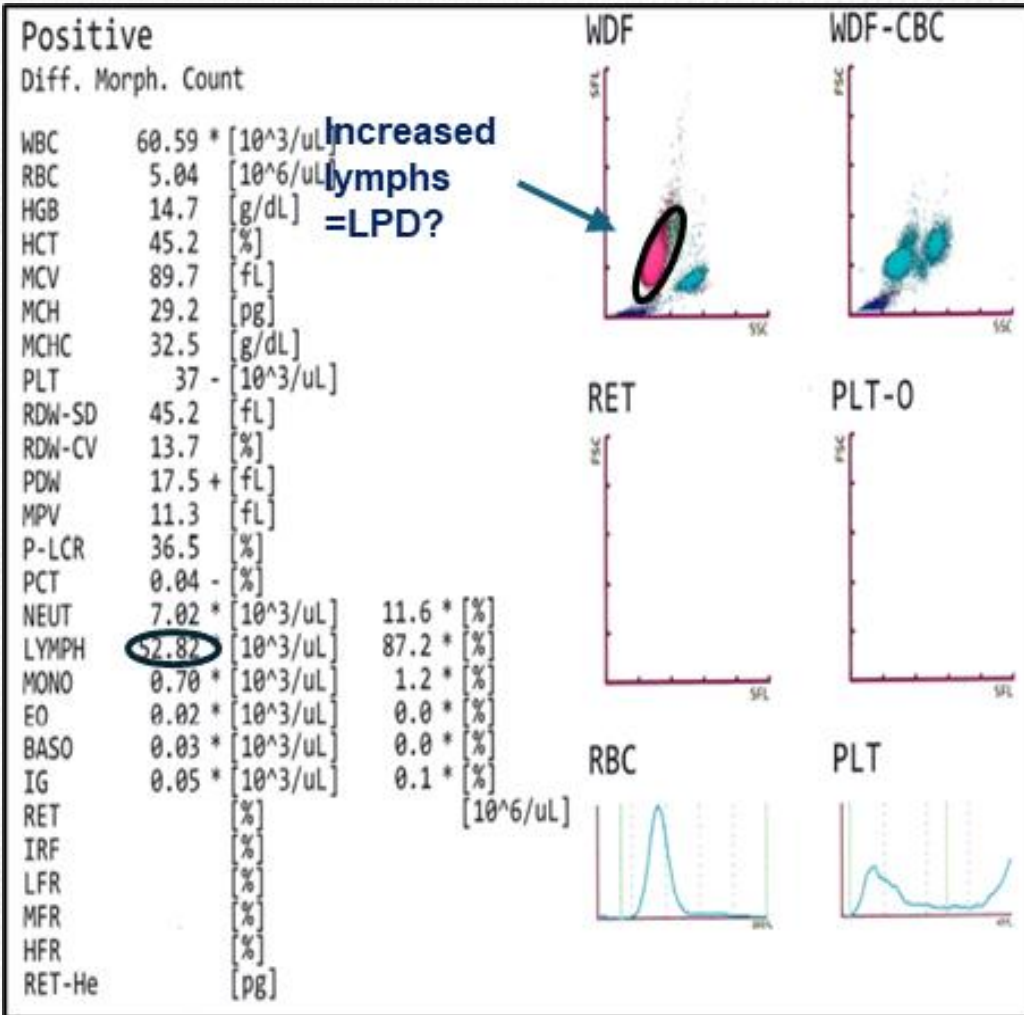 Positive
Diff. Morph. Count
WBC 60.59 * [10^3/uL]
RBC 5.04 [10^6/uL]
HGB 14.7 [g/dL]
HCT 45.2 [%]
MCV 89.7 [fL]
MCH 29.2 [pg]
MCHC 32.5 [g/dL]
PLT 37 - [10^3/uL]
RDW-SD 45.2 [fL]
RDW-CV 13.7 [%]
PDW 17.5 + [fL]
MPV 11.3 [fL]
P-LCR 36.5 [%]
PCT 0.04 - [%]
NEUT 7.02 * [10^3/uL] 11.6 * [%]
LYMPH 52.82 [10^3/uL] 87.2 * [%]
MONO 0.70 * [10^3/uL] 1.2 * [%]
EO 0.02 * [10^3/uL] 0.0 * [%]
BASO 0.03 * [10^3/uL] 0.0 * [%]
IG 0.05 * [10^3/uL] 0.1 * [%]
RET [%] [10^6/uL]
IRF [%]
LFR [%]
MFR [%]
HFR [%]
RET-He [pg]
Increased
lymphs
=LPD?
WDF
SFL
SSC
WDF-CBC
FSC
SSC
RET
FSC
SFL
PLT-O
FSC
SFL
RBC
PLT